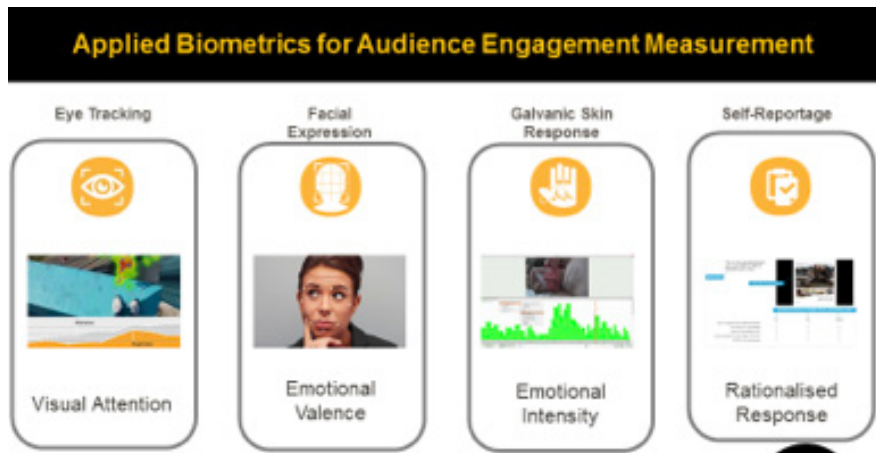 Applied Biometrics for Audience Engagement Measurement
Eye Tracking
Facial
Expression
Galvanic Skin
Response
Self-Reportage
Visual Attention
Emotional
Valence
Emotional
Intensity
Rationalised
Response